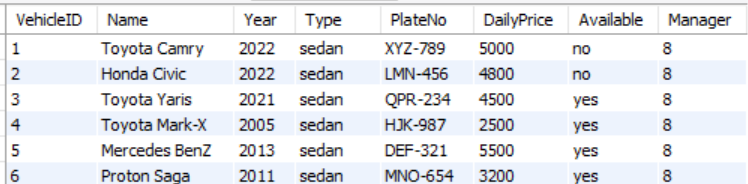 VehicleID Name Year Type PlateNo DailyPrice Available Manager
1 Toyota Camry 2022 sedan XYZ-789 5000 no 8
2 Honda Civic 2022 sedan LMN-456 4800 no 8
3 Toyota Yaris 2021 sedan QPR-234 4500 yes 8
4 Toyota Mark-X 2005 sedan HJK-987 2500 yes 8
5 Mercedes BenZ 2013 sedan DEF-321 5500 yes 8
6 Proton Saga 2011 sedan MNO-654 3200 yes 8